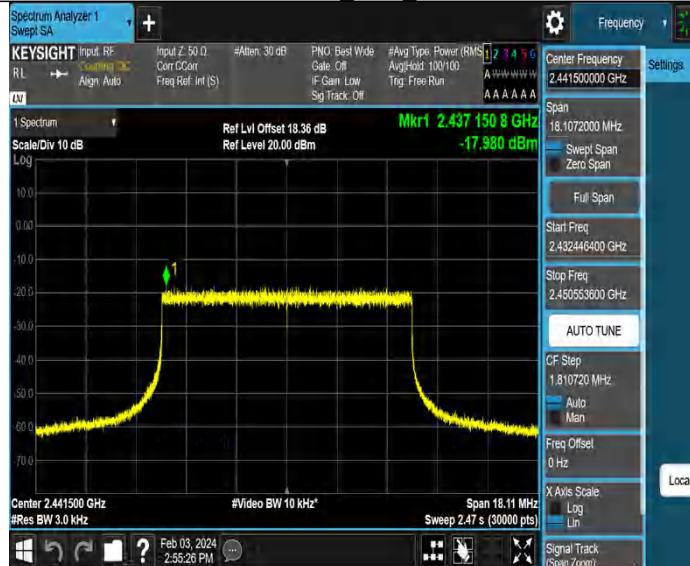 Spectrum Analyzer 1
Swept SA
Frequency
KEYSIGHT
Input: RF
RL
Coupling: DC
Align: Auto
Input Z: 50 Ω
Corr CCorr
Freq Ref: Int (S)
#Atten: 30 dB
PNO: Best Wide
Gate: Off
IF Gain: Low
Sig Track: Off
#Avg Type: Power (RMS
Avg|Hold: 100/100
Trig: Free Run
1 2 3 4 5 6
A W W W W W
A A A A A A
LXI
1 Spectrum
Scale/Div 10 dB
Ref Lvl Offset 18.36 dB
Ref Level 20.00 dBm
Mkr1 2.437 150 8 GHz
-17.980 dBm
Log
10.0
0.00
-10.0
-20.0
-30.0
-40.0
-50.0
-60.0
-70.0
1
Center 2.441500 GHz
#Res BW 3.0 kHz
#Video BW 10 kHz*
Span 18.11 MHz
Sweep 2.47 s (30000 pts)
Feb 03, 2024
2:55:26 PM
Center Frequency
2.441500000 GHz
Settings
Span
18.1072000 MHz
Swept Span
Zero Span
Full Span
Start Freq
2.432446400 GHz
Stop Freq
2.450553600 GHz
AUTO TUNE
CF Step
1.810720 MHz
Auto
Man
Freq Offset
0 Hz
X Axis Scale
Log
Lin
Loca
Signal Track
(Span Zoom)